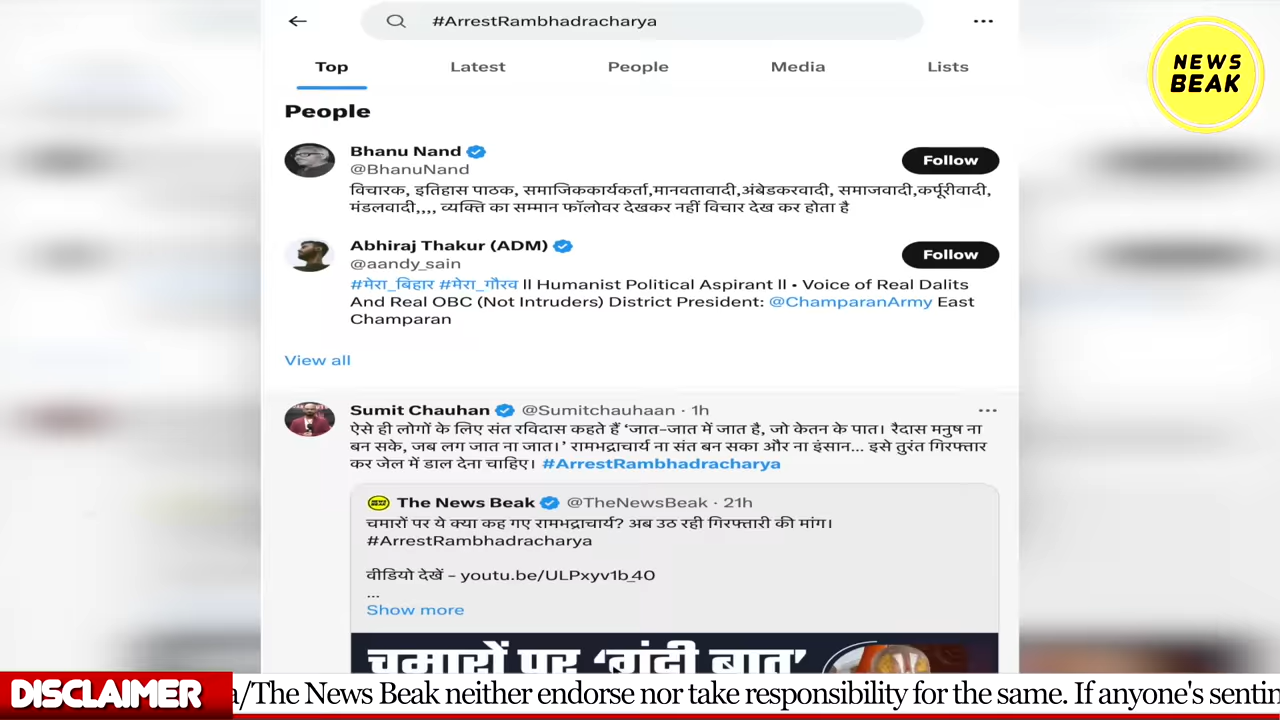 #ArrestRambhadracharya
NEWS
BEAK
Top Latest People Media Lists
People
Bhanu Nand
@BhanuNand
Follow
विचारक, इतिहास पाठक, समाजिककार्यकर्ता,मानवतावादी,अंबेडकरवादी, समाजवादी,कर्पूरीवादी,
मंडलवादी,,,, व्यक्ति का सम्मान फॉलोवर देखकर नहीं विचार देख कर होता है
Abhiraj Thakur (ADM)
@aandy_sain
Follow
#मेरा_बिहार #मेरा_गौरव ll Humanist Political Aspirant ll • Voice of Real Dalits
And Real OBC (Not Intruders) District President: @ChamparanArmy East
Champaran
View all
Sumit Chauhan @Sumitchauhaan · 1h
ऐसे ही लोगों के लिए संत रविदास कहते हैं ‘जात-जात में जात है, जो केतन के पात। रैदास मनुष ना
बन सके, जब लग जात ना जात।’ रामभद्राचार्य ना संत बन सका और ना इंसान... इसे तुरंत गिरफ्तार
कर जेल में डाल देना चाहिए। #ArrestRambhadracharya
The News Beak @TheNewsBeak · 21h
चमारों पर ये क्या कह गए रामभद्राचार्य? अब उठ रही गिरफ्तारी की मांग।
#ArrestRambhadracharya
वीडियो देखें - youtu.be/ULPxyv1b_40
...
Show more
चमारों पर ‘गंदी बात’
DISCLAIMER a/The News Beak neither endorse nor take responsibility for the same. If anyone's sentin